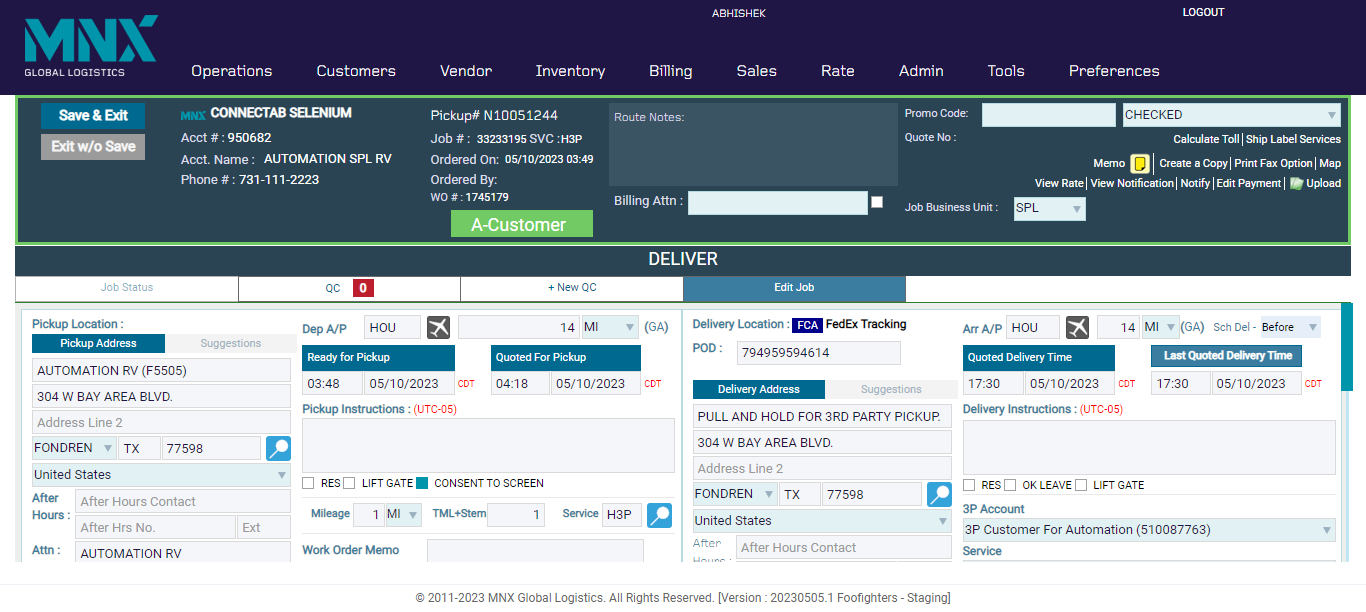 ABHISHEK
LOGOUT
MNX
GLOBAL LOGISTICS
Operations Customers Vendor Inventory Billing Sales Rate Admin Tools Preferences
Save & Exit
Exit w/o Save
MNX CONNECTAB SELENIUM
Acct # : 950682
Acct. Name : AUTOMATION SPL RV
Phone # : 731-111-2223
Pickup# N10051244
Job # : 33233195 SVC :H3P
Ordered On: 05/10/2023 03:49
Ordered By:
WO # : 1745179
A-Customer
Route Notes:
Billing Attn :
Promo Code:
CHECKED
Quote No :
Calculate Toll| Ship Label Services
Memo | Create a Copy| Print Fax Option| Map
View Rate| View Notification| Notify| Edit Payment| Upload
Job Business Unit : SPL
DELIVER
Job Status
QC 0
+ New QC
Edit Job
Pickup Location :
Pickup Address Suggestions
AUTOMATION RV (F5505)
304 W BAY AREA BLVD.
Address Line 2
FONDREN TX 77598
United States
After Hours : After Hours Contact
After Hrs No. Ext
Attn : AUTOMATION RV
Dep A/P HOU 14 MI (GA)
Ready for Pickup Quoted For Pickup
03:48 05/10/2023 CDT 04:18 05/10/2023 CDT
Pickup Instructions : (UTC-05)
RES LIFT GATE CONSENT TO SCREEN
Mileage 1 MI TML+Stem 1 Service H3P
Work Order Memo
Delivery Location : FCA FedEx Tracking
POD : 794959594614
Delivery Address Suggestions
PULL AND HOLD FOR 3RD PARTY PICKUP.
304 W BAY AREA BLVD.
Address Line 2
FONDREN TX 77598
United States
After Hours : After Hours Contact
Arr A/P HOU 14 MI (GA) Sch Del - Before
Quoted Delivery Time Last Quoted Delivery Time
17:30 05/10/2023 CDT 17:30 05/10/2023 CDT
Delivery Instructions : (UTC-05)
RES OK LEAVE LIFT GATE
3P Account
3P Customer For Automation (510087763)
Service
© 2011-2023 MNX Global Logistics. All Rights Reserved. [Version : 20230505.1 Foofighters - Staging]